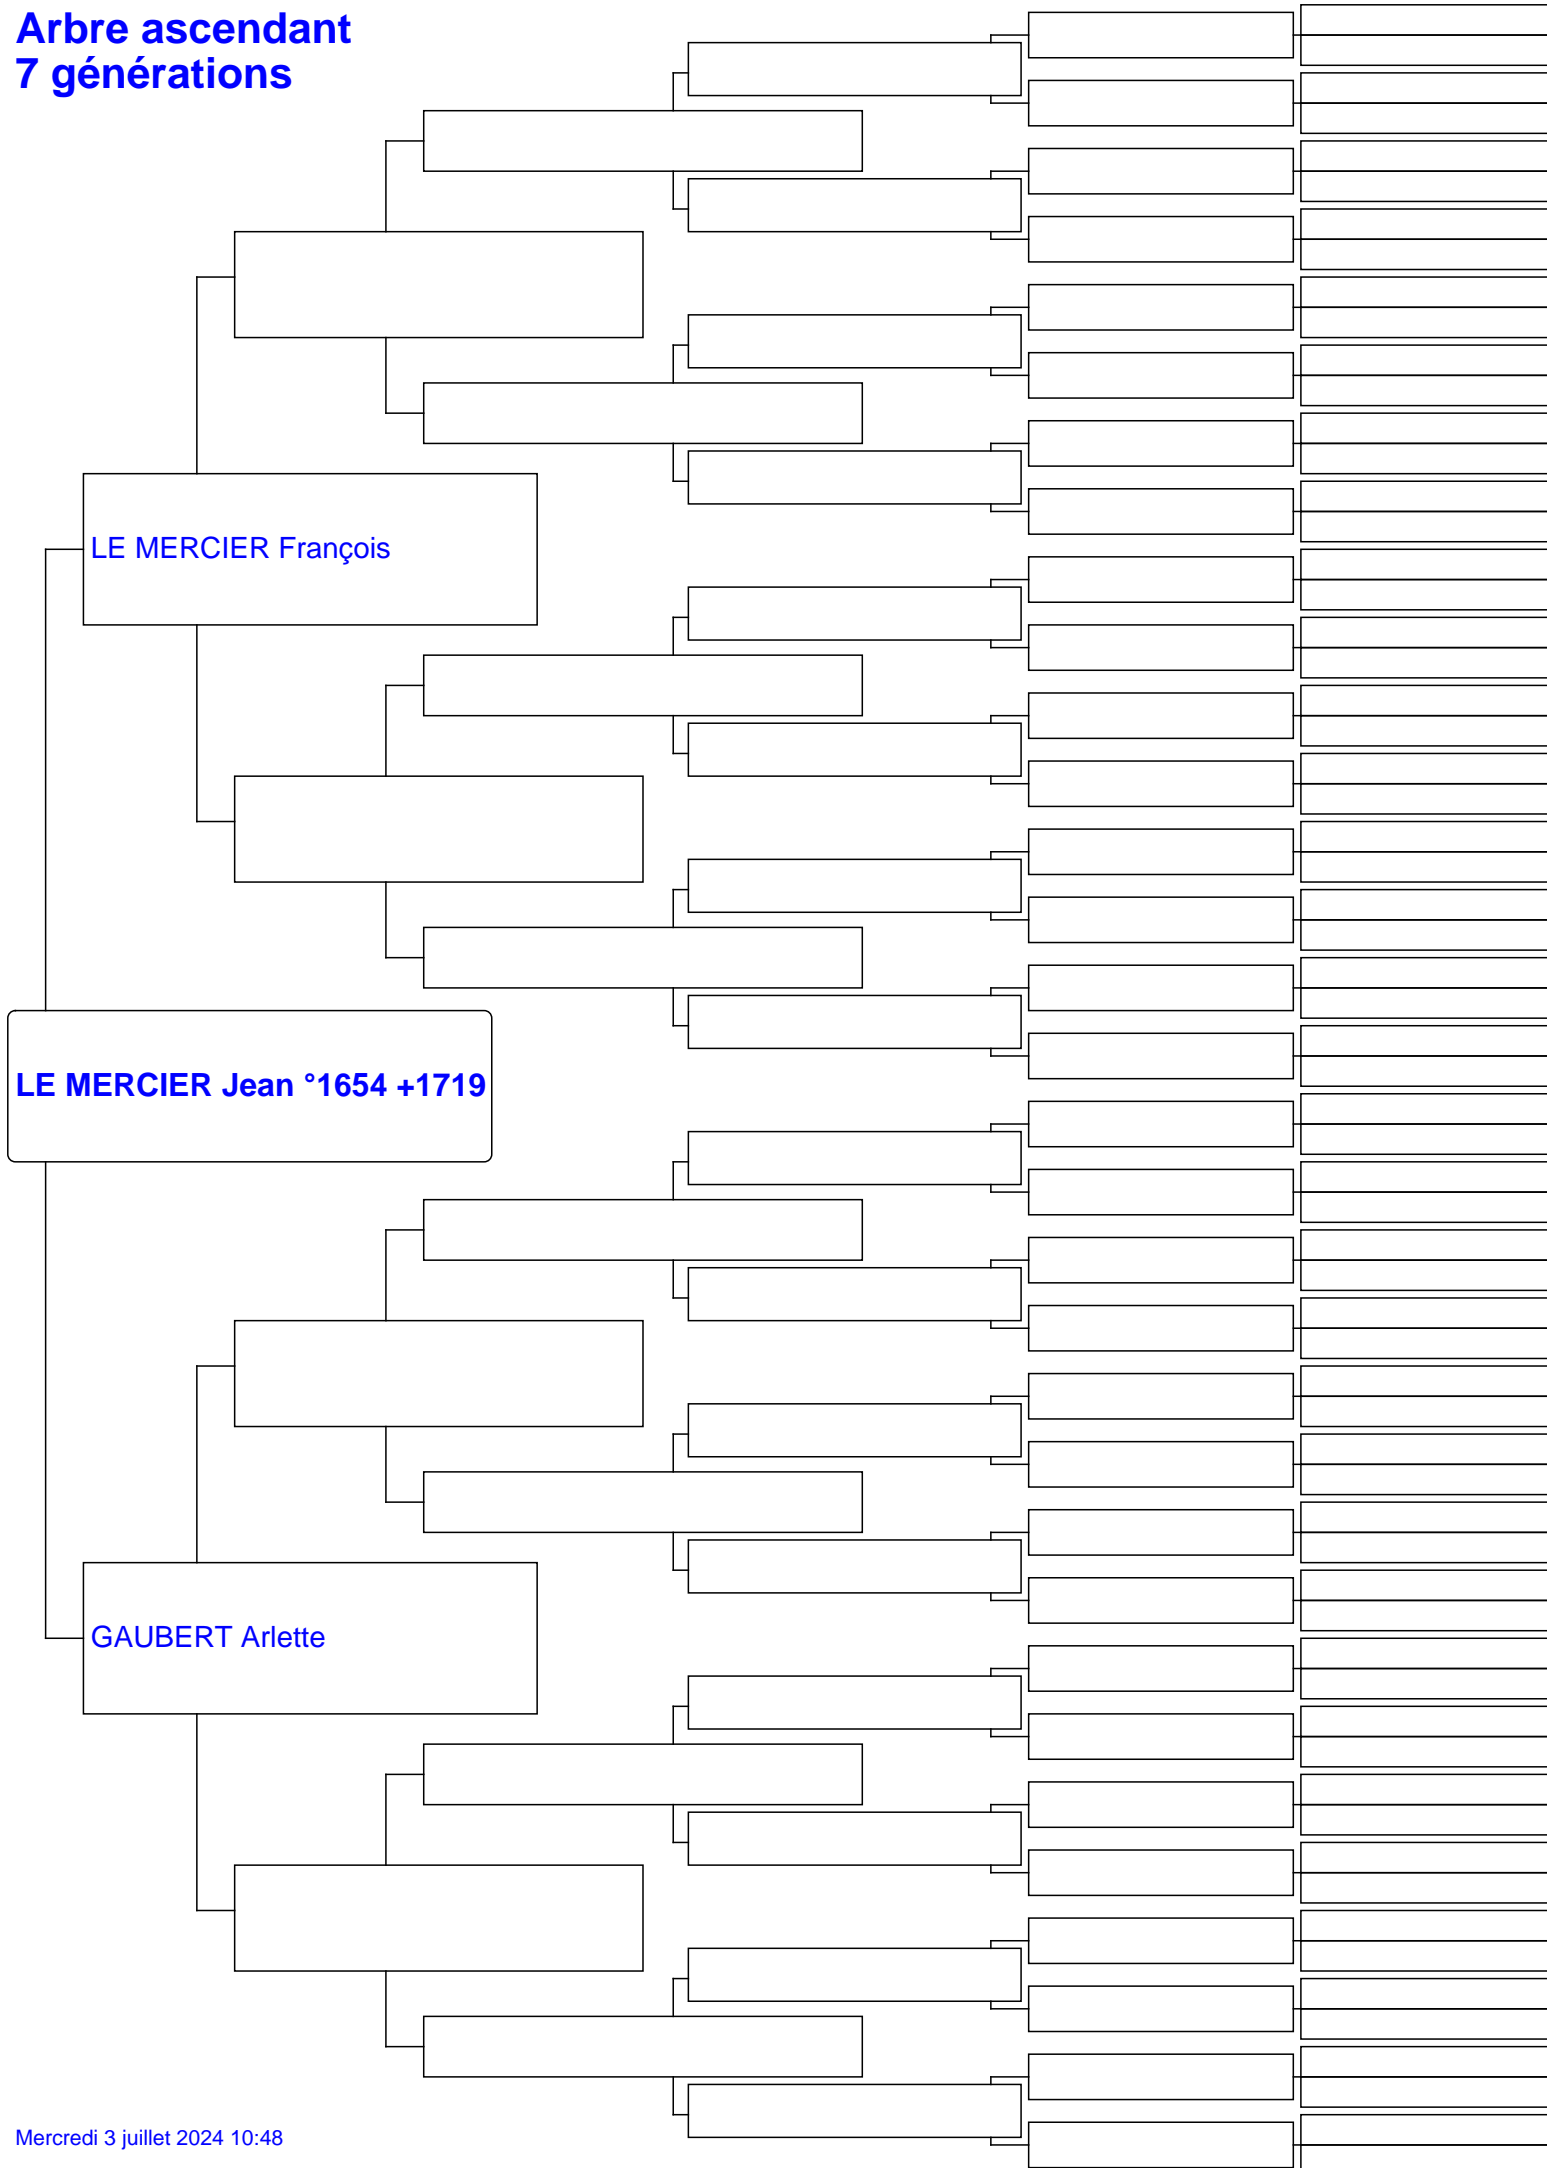 Arbre ascendant
7 générations
LE MERCIER François
LE MERCIER Jean °1654 +1719
GAUBERT Arlette
Mercredi 3 juillet 2024 10:48